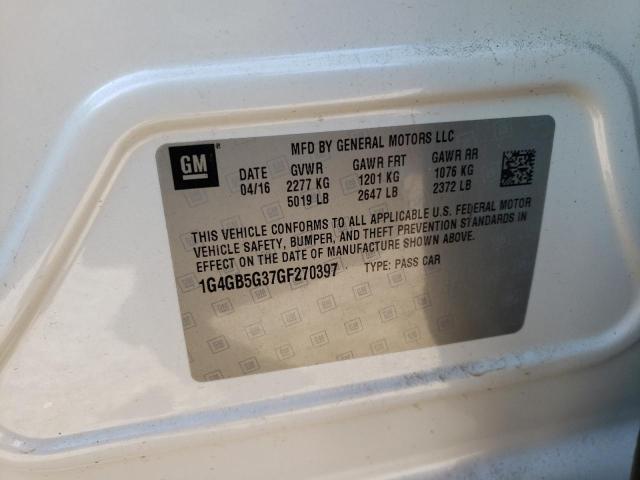 GM
MFD BY GENERAL MOTORS LLC
DATE GVWR GAWR FRT GAWR RR
04/16 2277 KG 1201 KG 1076 KG
5019 LB 2647 LB 2372 LB
THIS VEHICLE CONFORMS TO ALL APPLICABLE U.S. FEDERAL MOTOR
VEHICLE SAFETY, BUMPER, AND THEFT PREVENTION STANDARDS IN
EFFECT ON THE DATE OF MANUFACTURE SHOWN ABOVE.
1G4GB5G37GF270397 TYPE: PASS CAR